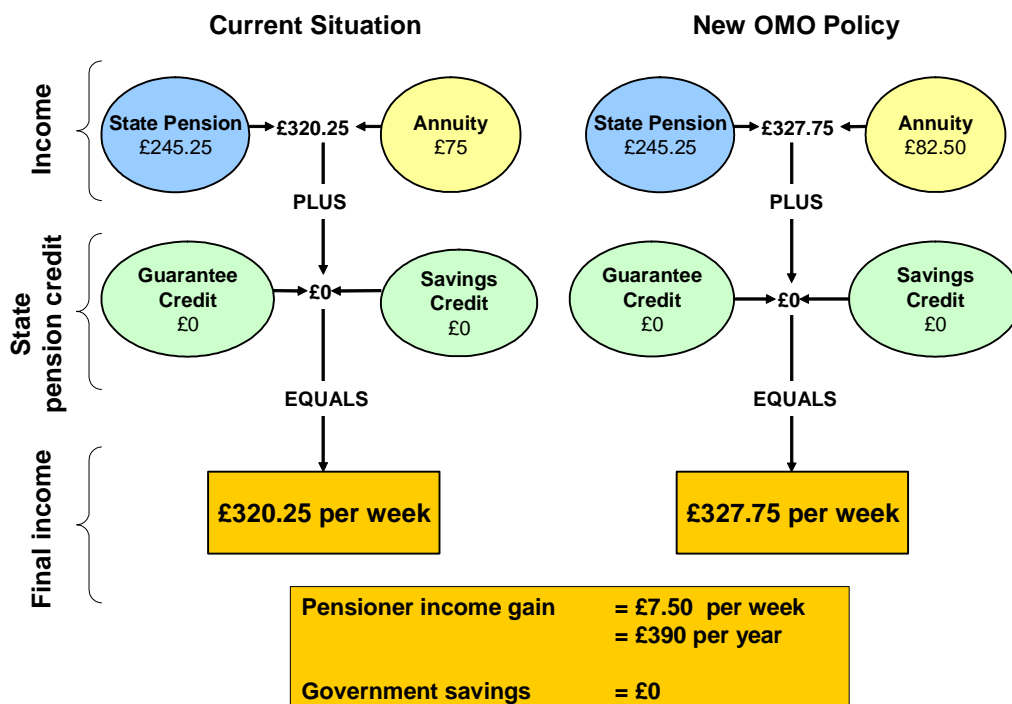 Current Situation
New OMO Policy
Income
State Pension
£245.25
£320.25
Annuity
£75
State Pension
£245.25
£327.75
Annuity
£82.50
PLUS
PLUS
State
pension credit
Guarantee
Credit
£0
£0
Savings
Credit
£0
Guarantee
Credit
£0
£0
Savings
Credit
£0
EQUALS
EQUALS
Final income
£320.25 per week
£327.75 per week
Pensioner income gain = £7.50 per week
= £390 per year
Government savings = £0